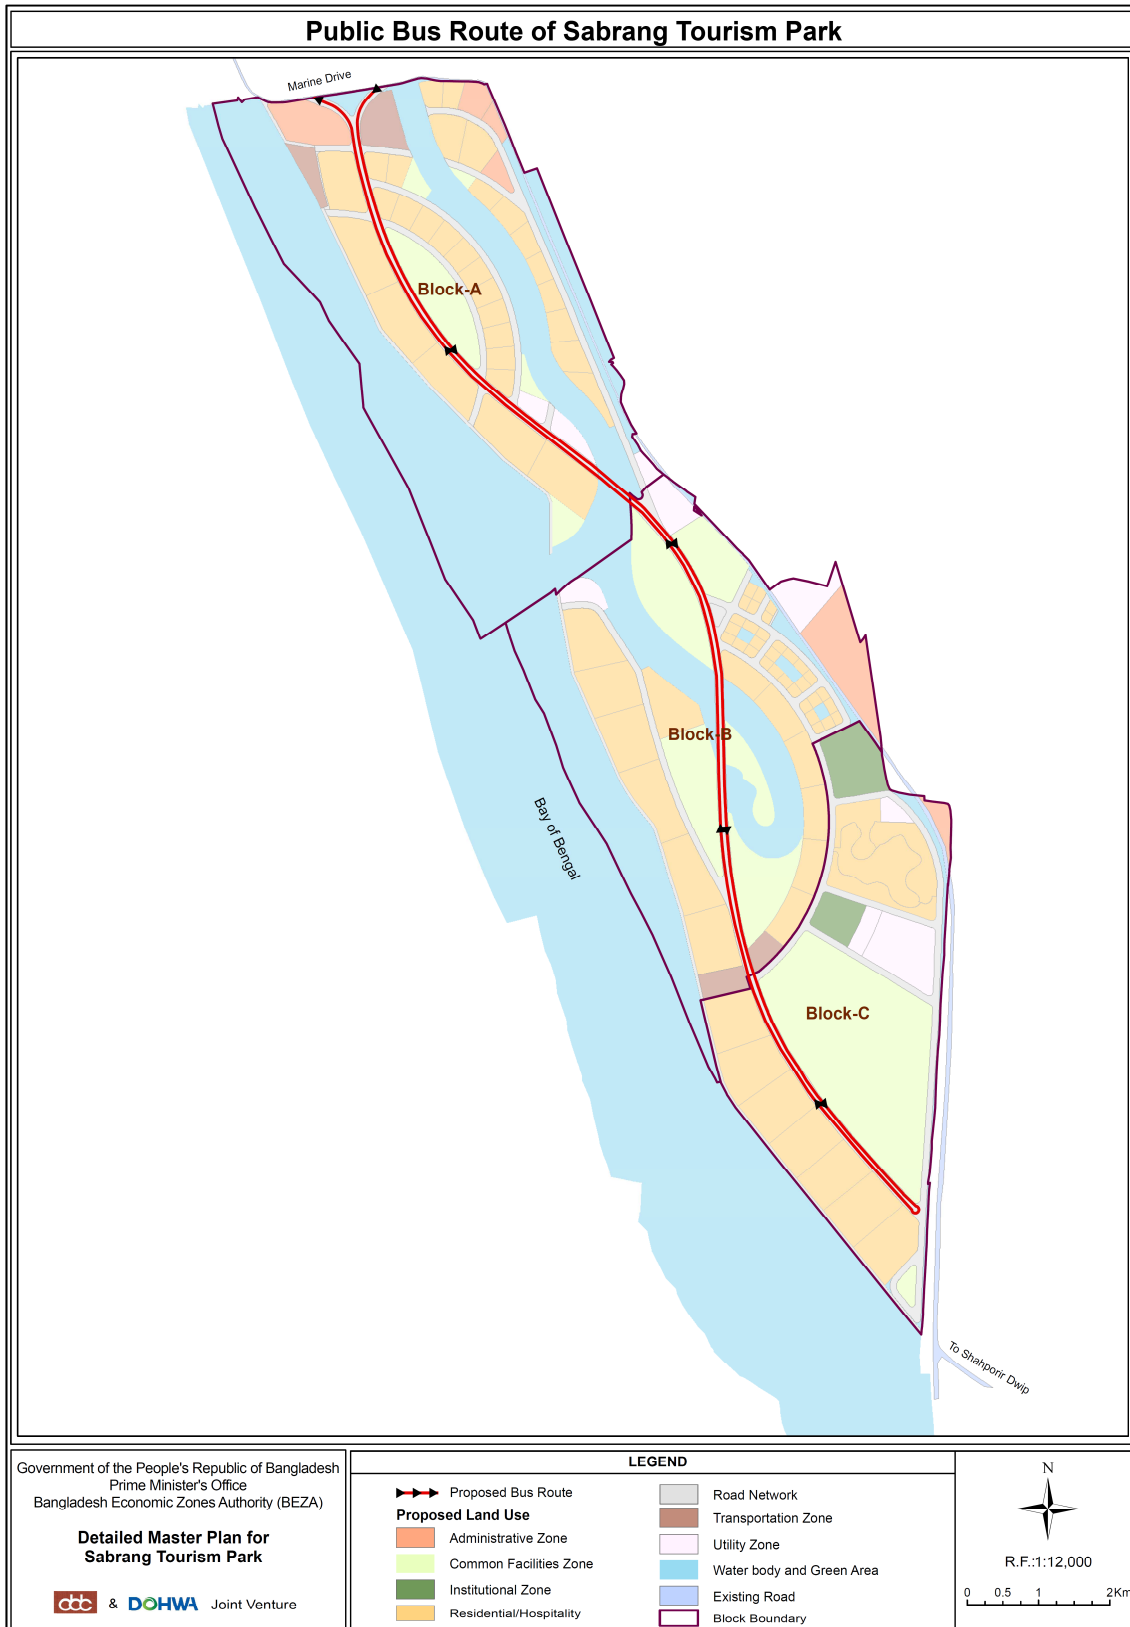 Public Bus Route of Sabrang Tourism Park
Marine Drive
Block-A
Block-B
Bay of Bengal
Block-C
To Shahporir Dwip
Government of the People's Republic of Bangladesh
Prime Minister's Office
Bangladesh Economic Zones Authority (BEZA)
Detailed Master Plan for
Sabrang Tourism Park
dbc & DOHWA Joint Venture
LEGEND
Proposed Bus Route
Proposed Land Use
Administrative Zone
Common Facilities Zone
Institutional Zone
Residential/Hospitality
Road Network
Transportation Zone
Utility Zone
Water body and Green Area
Existing Road
Block Boundary
N
R.F.:1:12,000
0 0.5 1 2Km